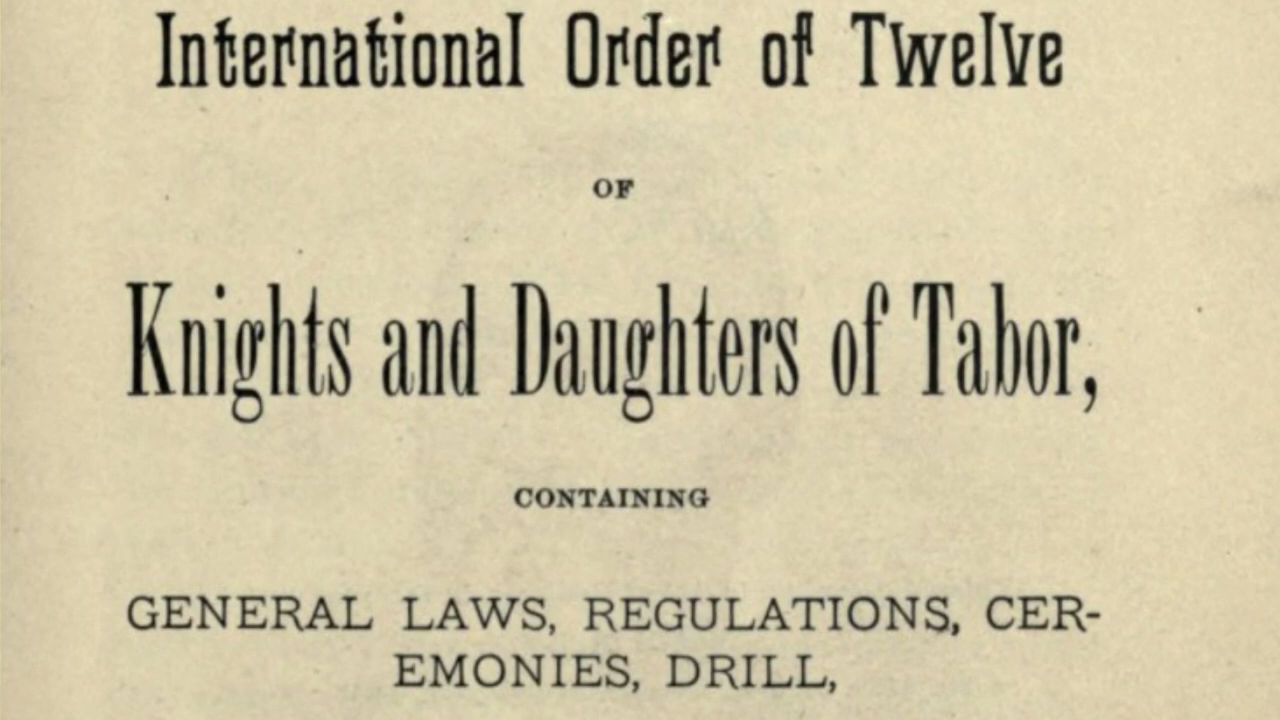 International Order of Twelve
OF
Knights and Daughters of Tabor,
CONTAINING
GENERAL LAWS, REGULATIONS, CER-
EMONIES, DRILL,